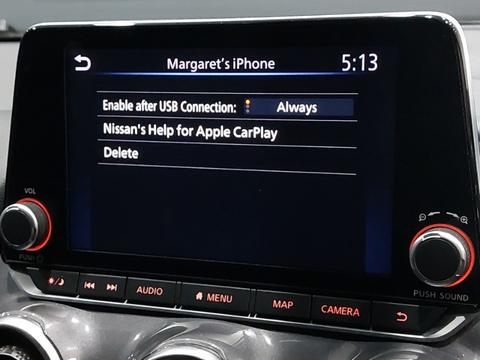 Margaret's iPhone 5:13
Enable after USB Connection: Always
Nissan's Help for Apple CarPlay
Delete
VOL
PUSH
AUDIO
MENU
MAP
CAMERA
PUSH SOUND